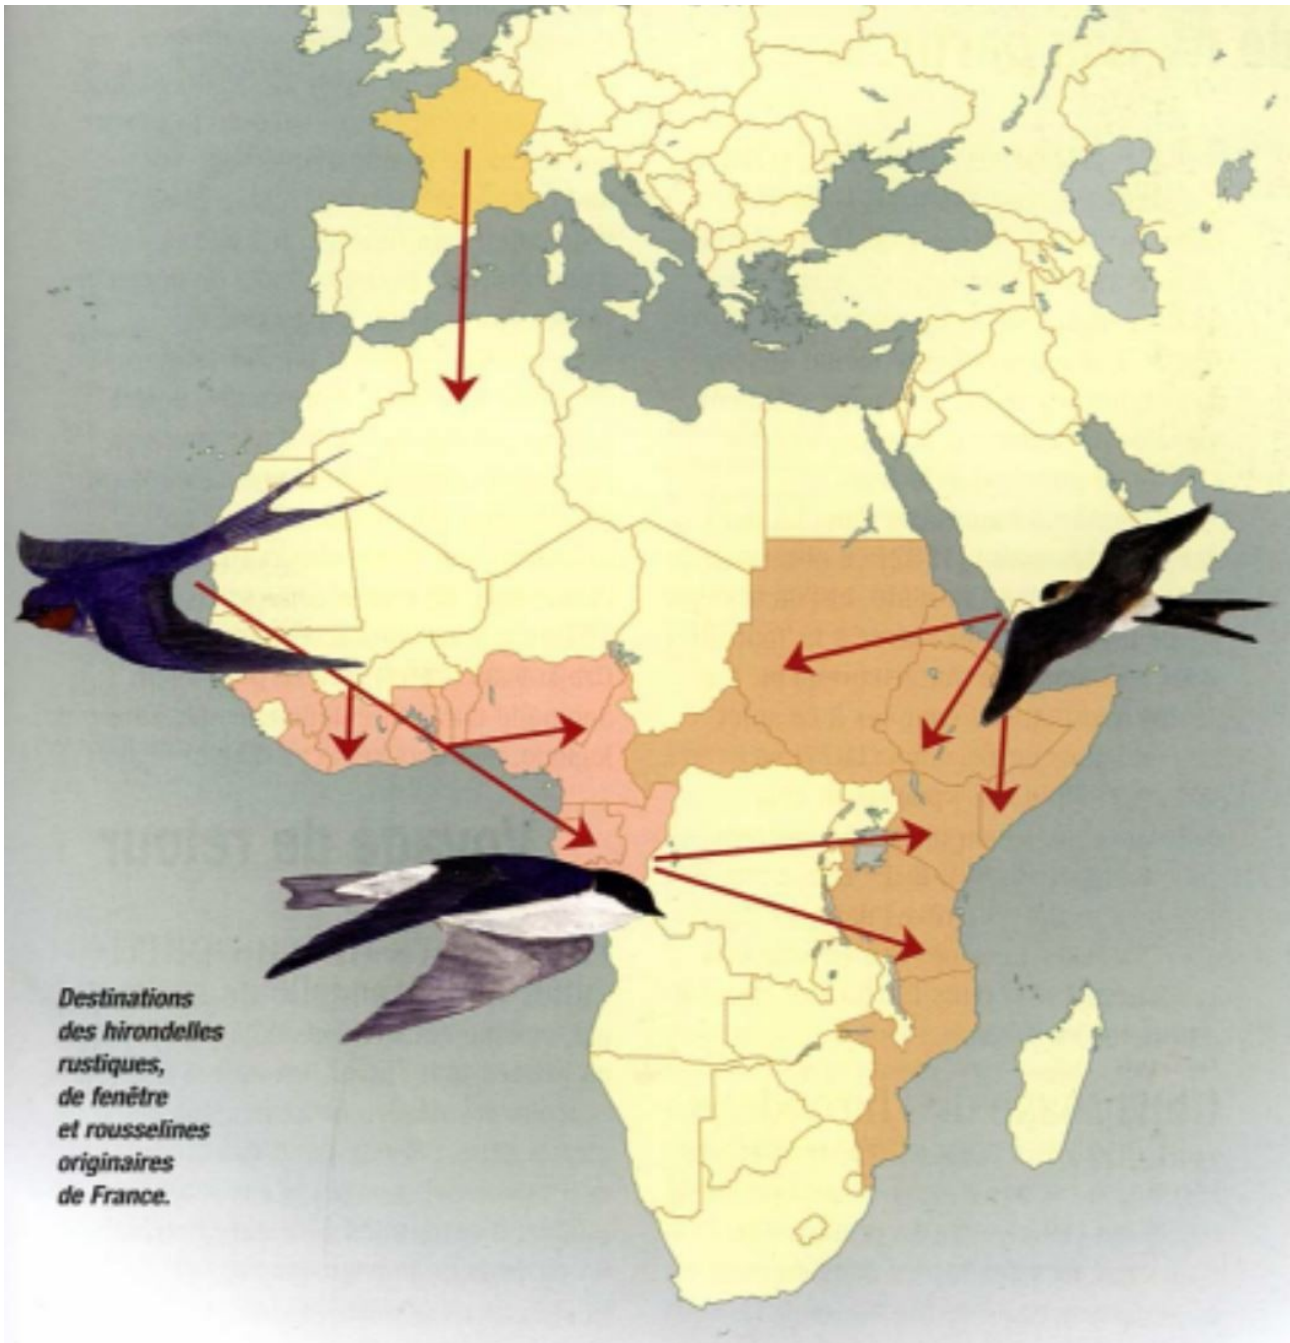 Destinations
des hirondelles
rustiques,
de fenêtre
et rousselines
originaires
de France.